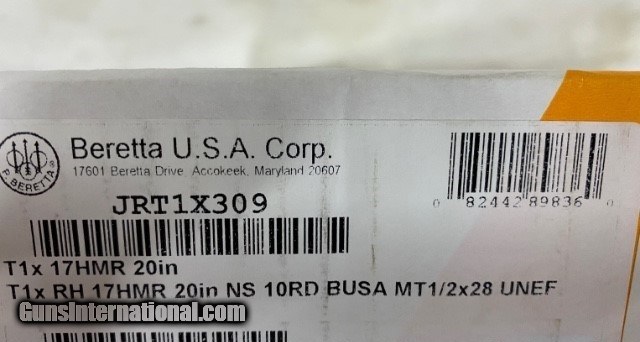 Beretta U.S.A. Corp.
17601 Beretta Drive, Accokeek, Maryland 20607
P. BERETTA
JRT1X309
0 82442 89836 0
T1x 17HMR 20in
T1x RH 17HMR 20in NS 10RD BUSA MT1/2x28 UNEF
GunsInternational.com